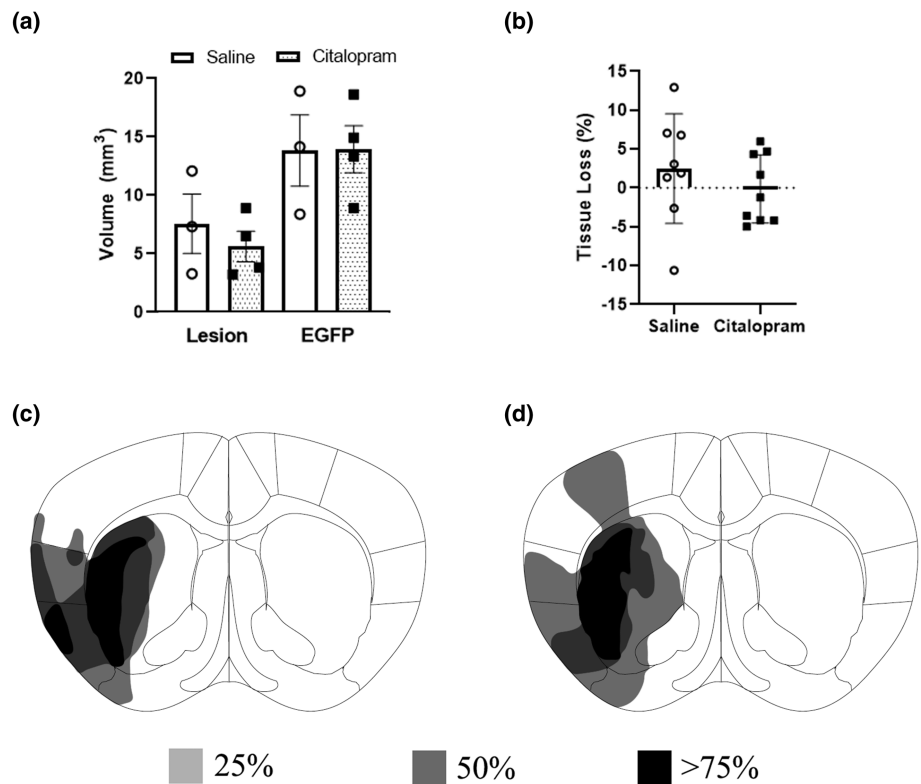 (a)
Saline Citalopram
Volume (mm³)
20
15
10
5
0
Lesion EGFP
(b)
Tissue Loss (%)
15
10
5
0
-5
-10
-15
Saline Citalopram
(c)
(d)
25% 50% >75%